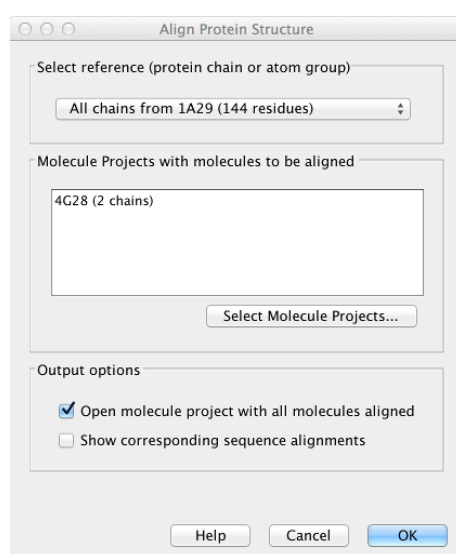 Align Protein Structure
Select reference (protein chain or atom group)
All chains from 1A29 (144 residues)
Molecule Projects with molecules to be aligned
4G28 (2 chains)
Select Molecule Projects...
Output options
Open molecule project with all molecules aligned
Show corresponding sequence alignments
Help Cancel OK